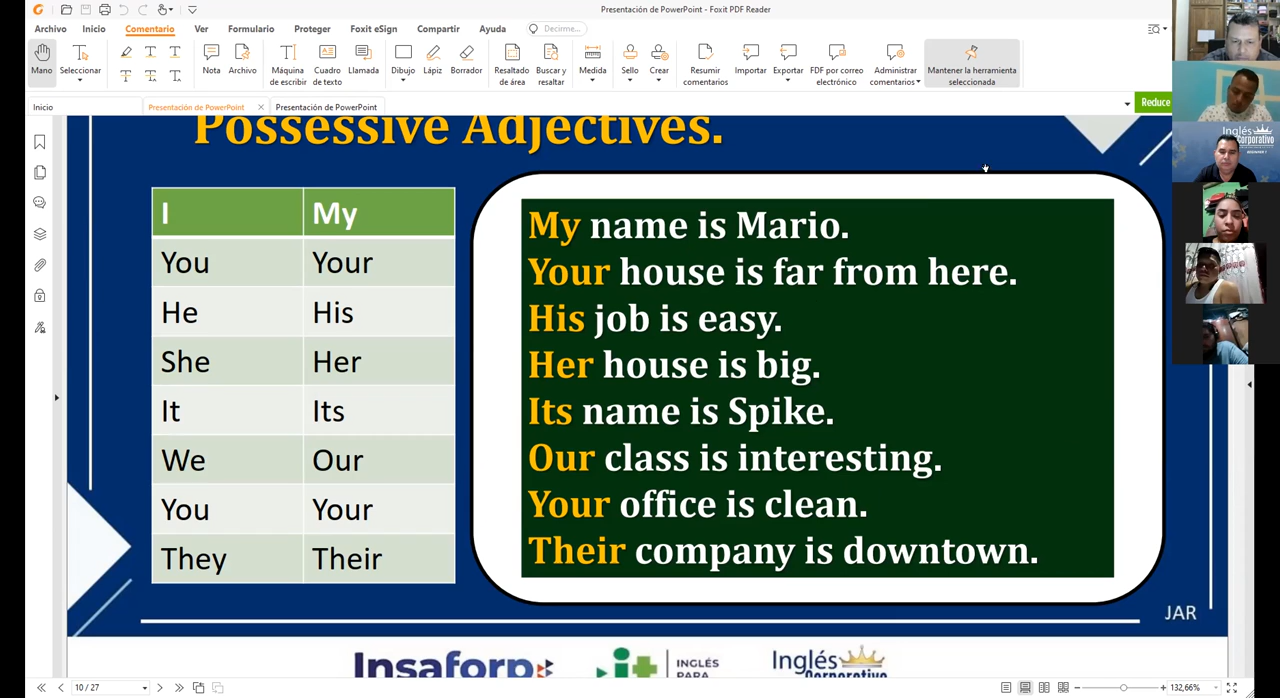 Presentación de PowerPoint - Foxit PDF Reader
Archivo Inicio Comentario Ver Formulario Proteger Foxit eSign Compartir Ayuda Decirme...
Mano Seleccionar Nota Archivo Máquina de escribir Cuadro de texto Llamada Dibujo Lápiz Borrador Resaltado de área Buscar y resaltar Medida Sello Crear Resumir comentarios Importar Exportar PDF por correo electrónico Administrar comentarios Mantener la herramienta seleccionada
Inicio Presentación de PowerPoint Presentación de PowerPoint Reduce
Inglés Corporativo
Possessive Adjectives.
I My
You Your
He His
She Her
It Its
We Our
You Your
They Their
My name is Mario.
Your house is far from here.
His job is easy.
Her house is big.
Its name is Spike.
Our class is interesting.
Your office is clean.
Their company is downtown.
JAR
Insaforp it INGLÉS Inglés
PARA Corporativo
10 / 27 132,66%